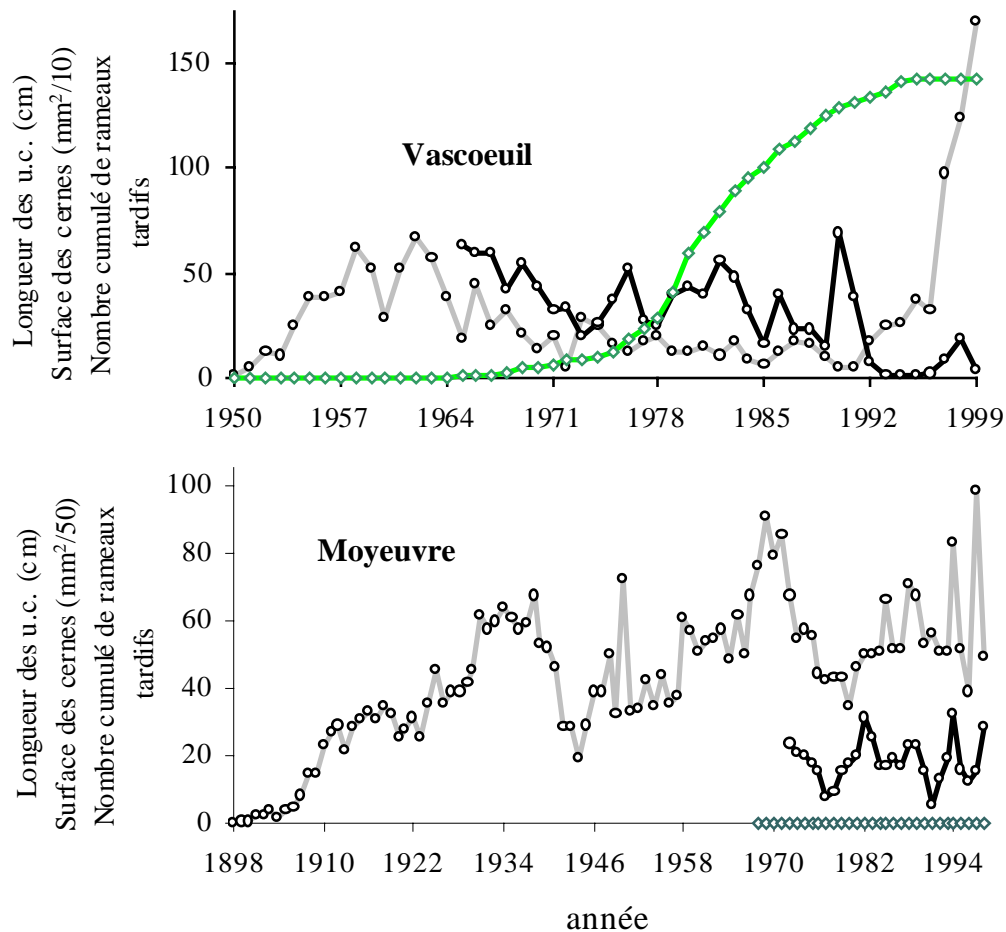 Longueur des u.c. (cm)
Surface des cernes (mm²/10)
Nombre cumulé de rameaux
tardifs
150
100
50
0
Vascoeuil
1950 1957 1964 1971 1978 1985 1992 1999
Longueur des u.c. (cm)
Surface des cernes (mm²/50)
Nombre cumulé de rameaux
tardifs
100
80
60
40
20
0
Moyeuvre
1898 1910 1922 1934 1946 1958 1970 1982 1994
année